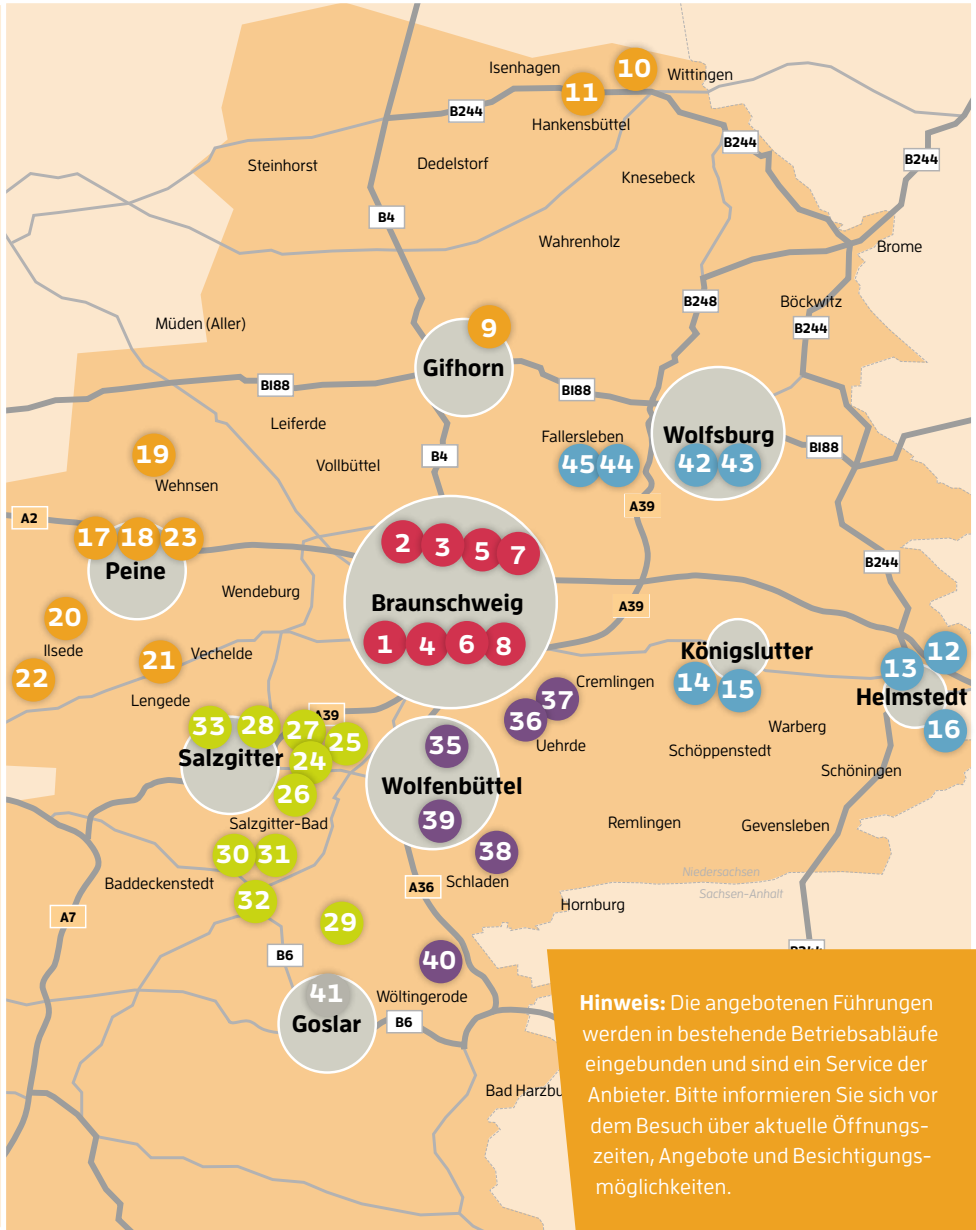 Isenhagen
10
Wittingen
11
B244
Hankensbüttel
B244
B244
Steinhorst
Dedelstorf
Knesebeck
B4
Wahrenholz
Brome
B248
Böckwitz
Müden (Aller)
B244
9
Gifhorn
B188
B188
Leiferde
Fallersleben
Wolfsburg
19
Vollbüttel
B4
45 44
42 43
B188
Wehnsen
A2
A39
17 18 23
2 3 5 7
B244
Peine
Wendeburg
Braunschweig
A39
20
1 4 6 8
Ilsede
21
Vechelde
Königslutter
12
22
13
Lengede
Cremlingen
14 15
Helmstedt
37
36
33 28 27
A39
25
35
Uehrde
Warberg
16
Salzgitter
24
Schöppenstedt
Schöningen
26
Wolfenbüttel
39
Salzgitter-Bad
Remlingen
Gevensleben
30 31
38
Niedersachsen
Baddeckenstedt
A36
Schladen
Sachsen-Anhalt
32
Hornburg
A7
29
B244
B6
40
41
Wöltingerode
Goslar
B6
Bad Harzbu
Hinweis: Die angebotenen Führungen
werden in bestehende Betriebsabläufe
eingebunden und sind ein Service der
Anbieter. Bitte informieren Sie sich vor
dem Besuch über aktuelle Öffnungs-
zeiten, Angebote und Besichtigungs-
möglichkeiten.